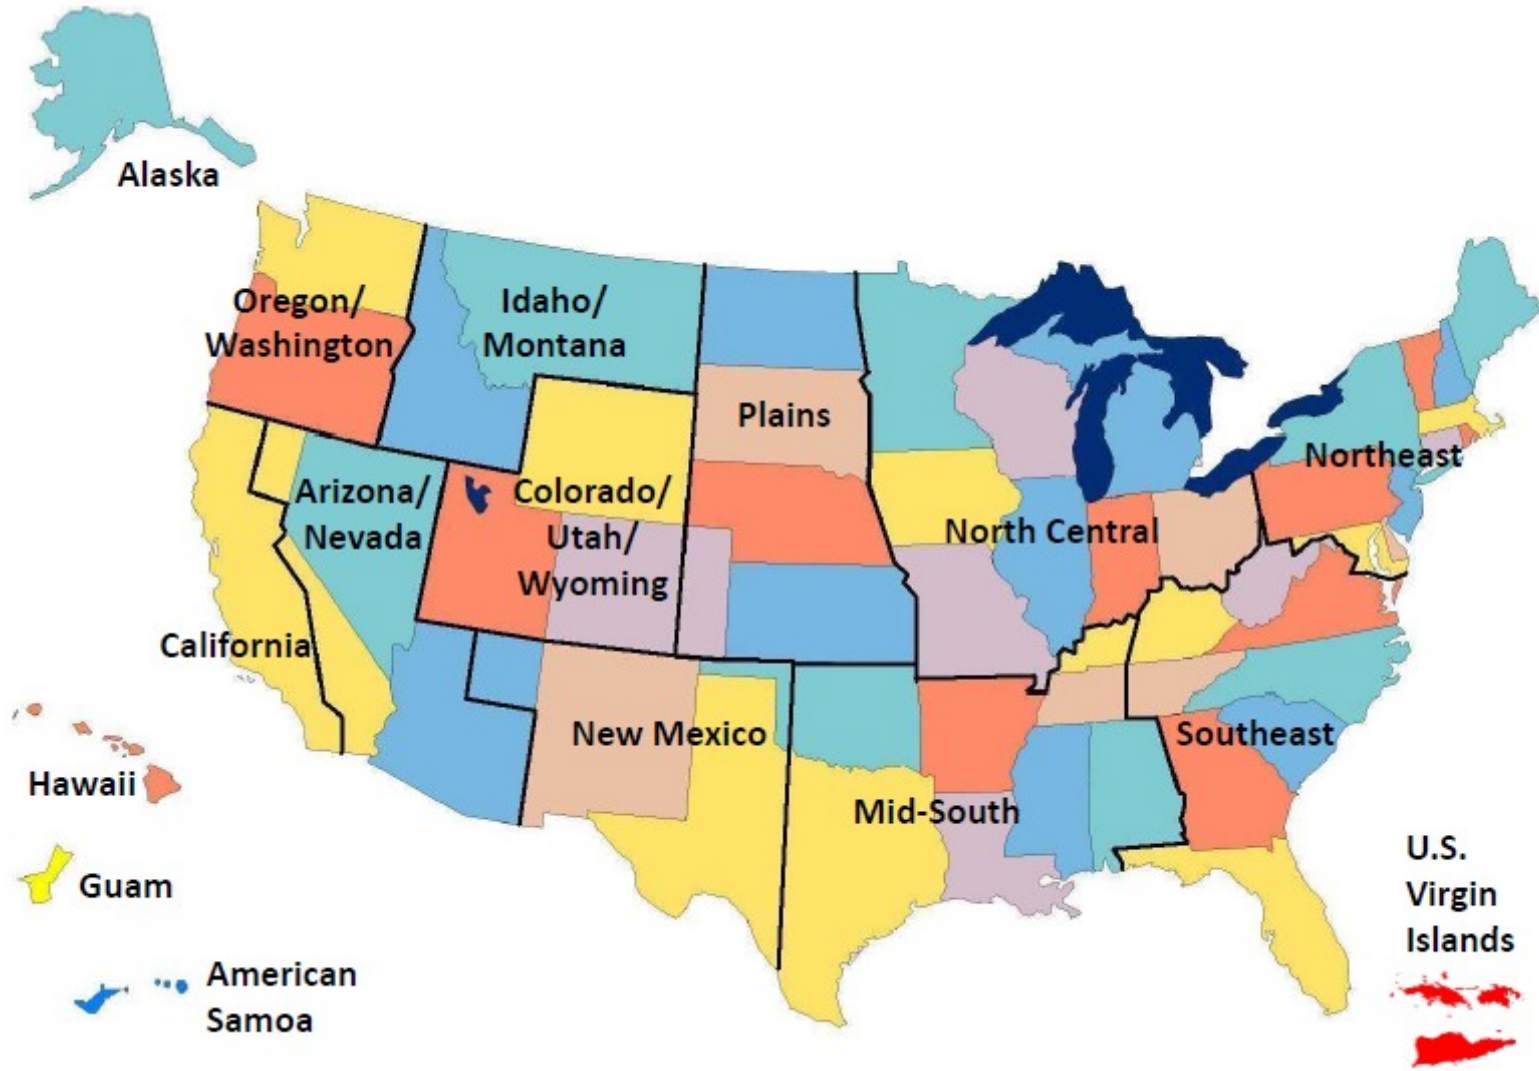 Alaska
Oregon/
Washington
Idaho/
Montana
Plains
Northeast
Arizona/
Nevada
Colorado/
Utah/
Wyoming
North Central
California
New Mexico
Southeast
Hawaii
Mid-South
Guam
U.S.
Virgin
Islands
American
Samoa